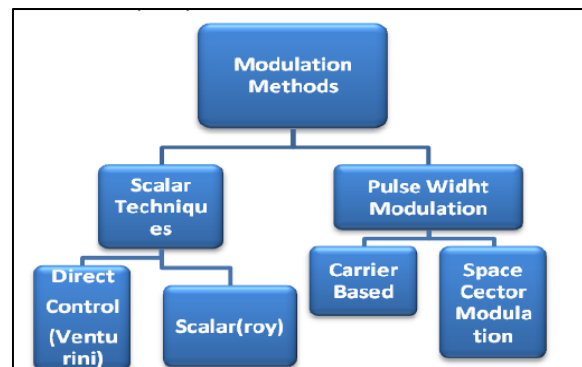 Modulation
Methods
Scalar
Techniqu
es
Pulse Widht
Modulation
Direct
Control
(Ventu
rini)
Scalar(roy)
Carrier
Based
Space
Cector
Modula
tion